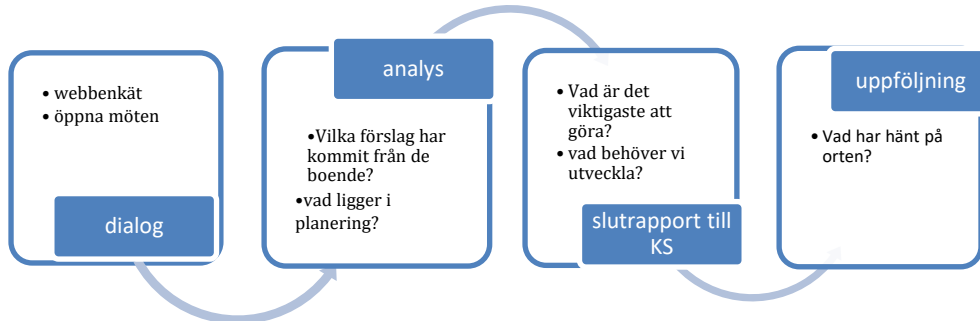 • webbenkät
• öppna möten
dialog
analys
•Vilka förslag har
kommit från de
boende?
•vad ligger i
planering?
• Vad är det
viktigaste att
göra?
• vad behöver vi
utveckla?
slutrapport till
KS
uppföljning
• Vad har hänt på
orten?